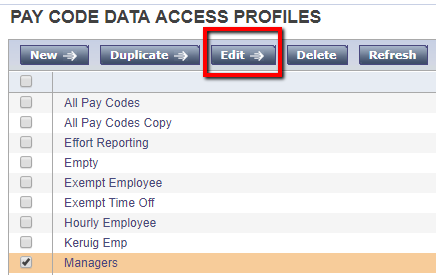 PAY CODE DATA ACCESS PROFILES
New Duplicate Edit Delete Refresh
All Pay Codes
All Pay Codes Copy
Effort Reporting
Empty
Exempt Employee
Exempt Time Off
Hourly Employee
Keruig Emp
Managers